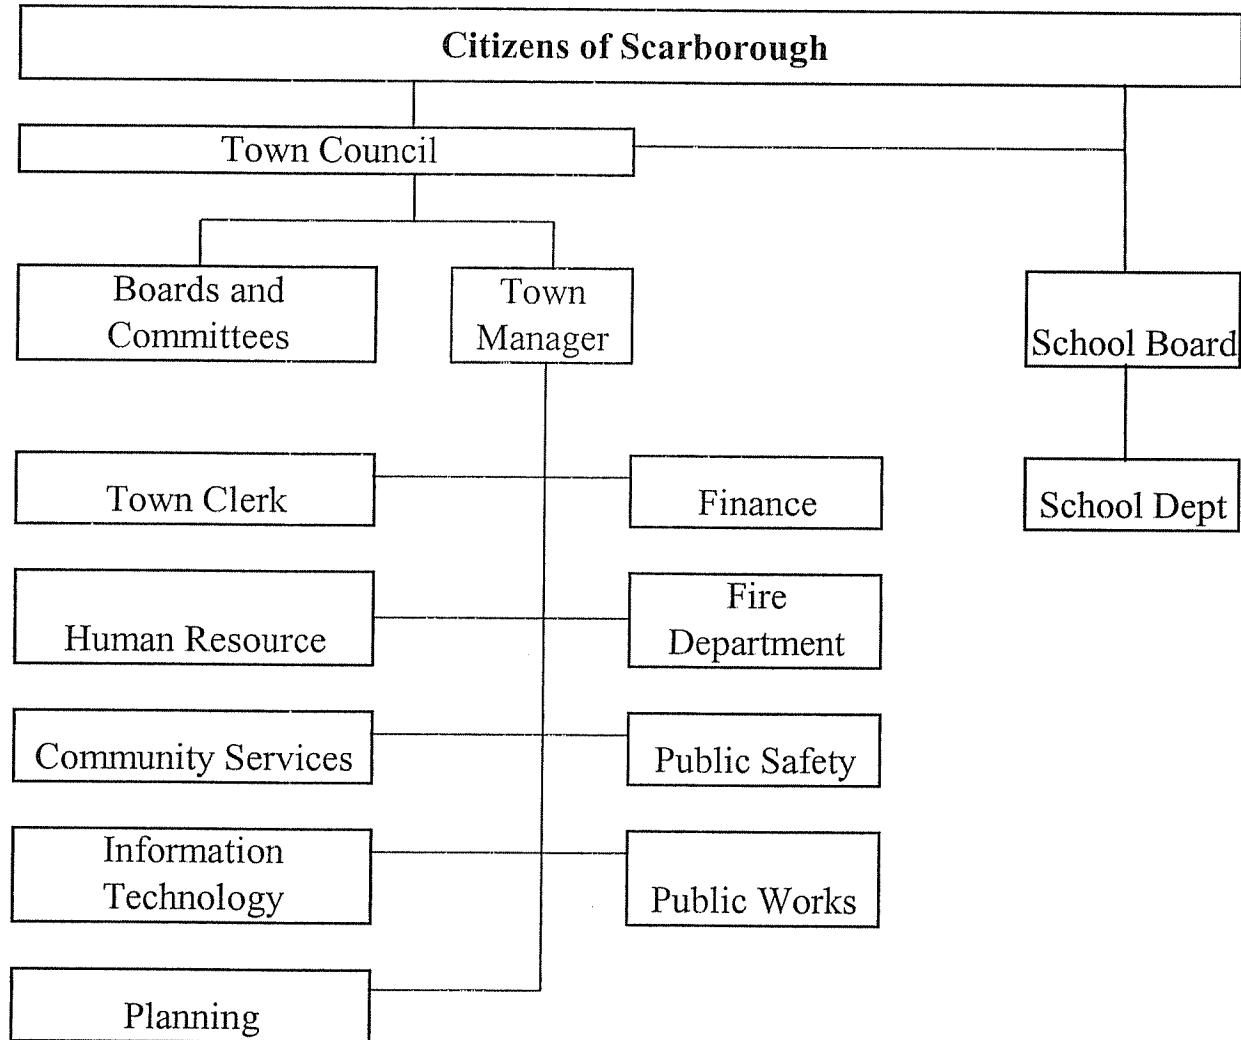 Citizens of Scarborough
Town Council
Boards and
Committees
Town
Manager
School Board
Town Clerk
Finance
School Dept
Human Resource
Fire
Department
Community Services
Public Safety
Information
Technology
Public Works
Planning